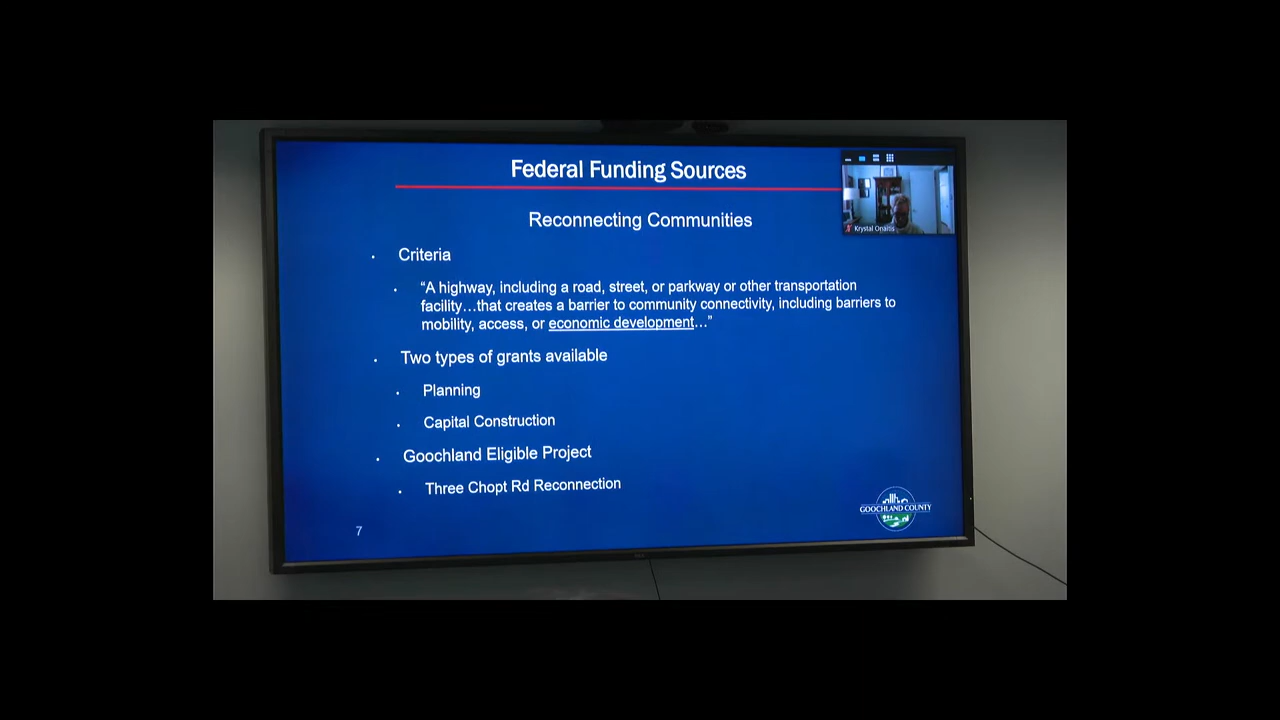 Federal Funding Sources
Reconnecting Communities
Criteria
“A highway, including a road, street, or parkway or other transportation
facility…that creates a barrier to community connectivity, including barriers to
mobility, access, or economic development…”
Two types of grants available
Planning
Capital Construction
Goochland Eligible Project
Three Chopt Rd Reconnection
7
GOOCHLAND COUNTY
Krystal Onaitis